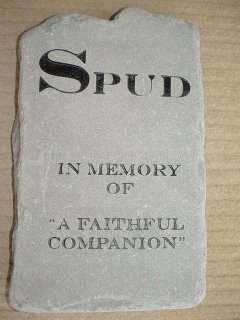 SPUD
IN MEMORY
OF
"A FAITHFUL
COMPANION"